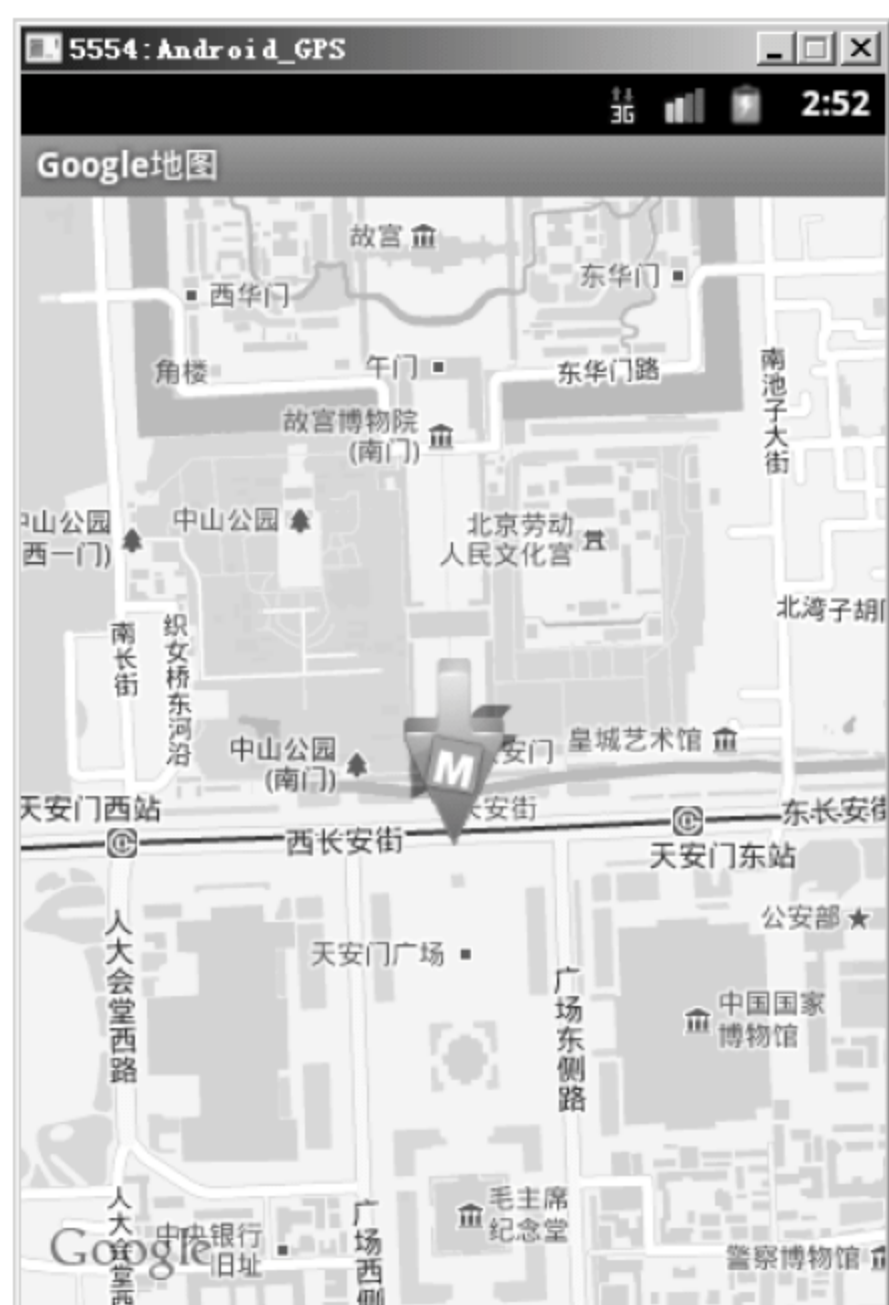 5554:Android_GPS
3G
2:52
Google地图
故宫
东华门
西华门
午门
角楼
东华门路
南池子大街
故宫博物院
(南门)
中山公园
西一门)
中山公园
北京劳动
人民文化宫
北湾子胡
南长街
织女桥东河沿
中山公园
(南门)
安门
皇城艺术馆
天安门西站
长安街
东长安街
西长安街
天安门东站
公安部
天安门广场
人大会堂西路
广场东侧路
中国国家
博物馆
毛主席
纪念堂
人大会堂西
广场西侧
中央银行
旧址
Google
警察博物馆
M